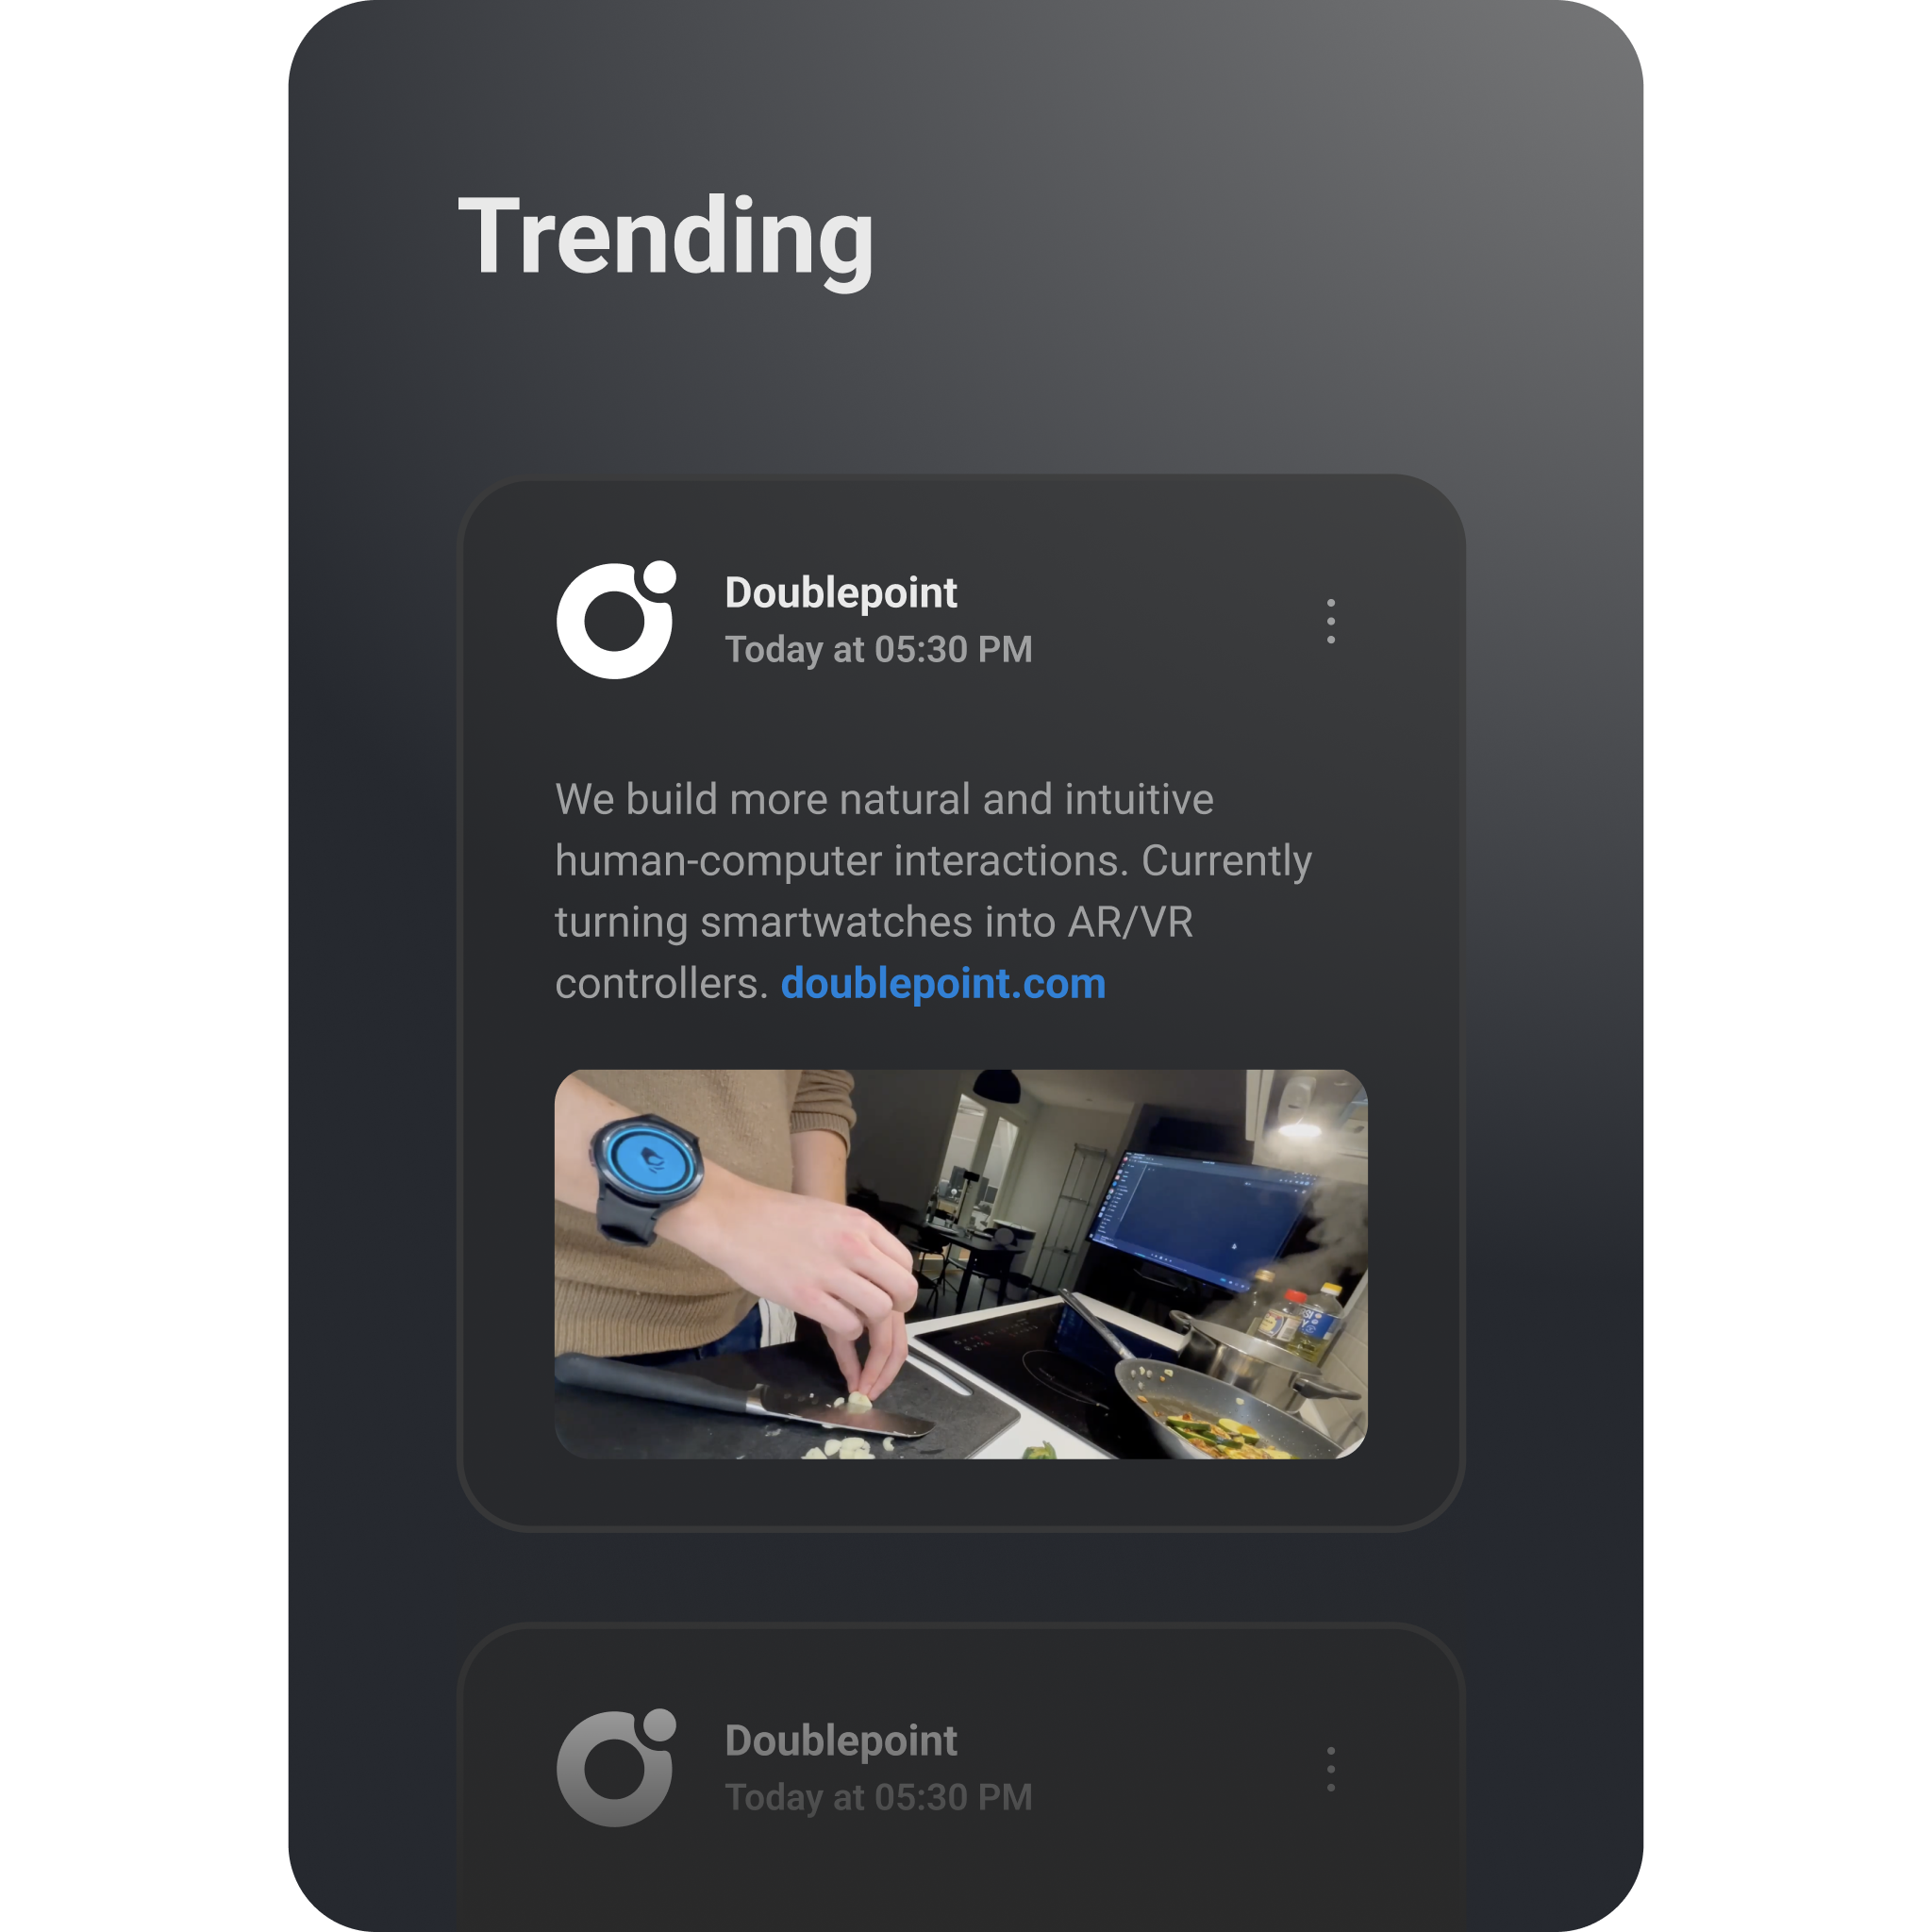 Trending
Doublepoint
Today at 05:30 PM
We build more natural and intuitive
human-computer interactions. Currently
turning smartwatches into AR/VR
controllers. doublepoint.com
Doublepoint
Today at 05:30 PM